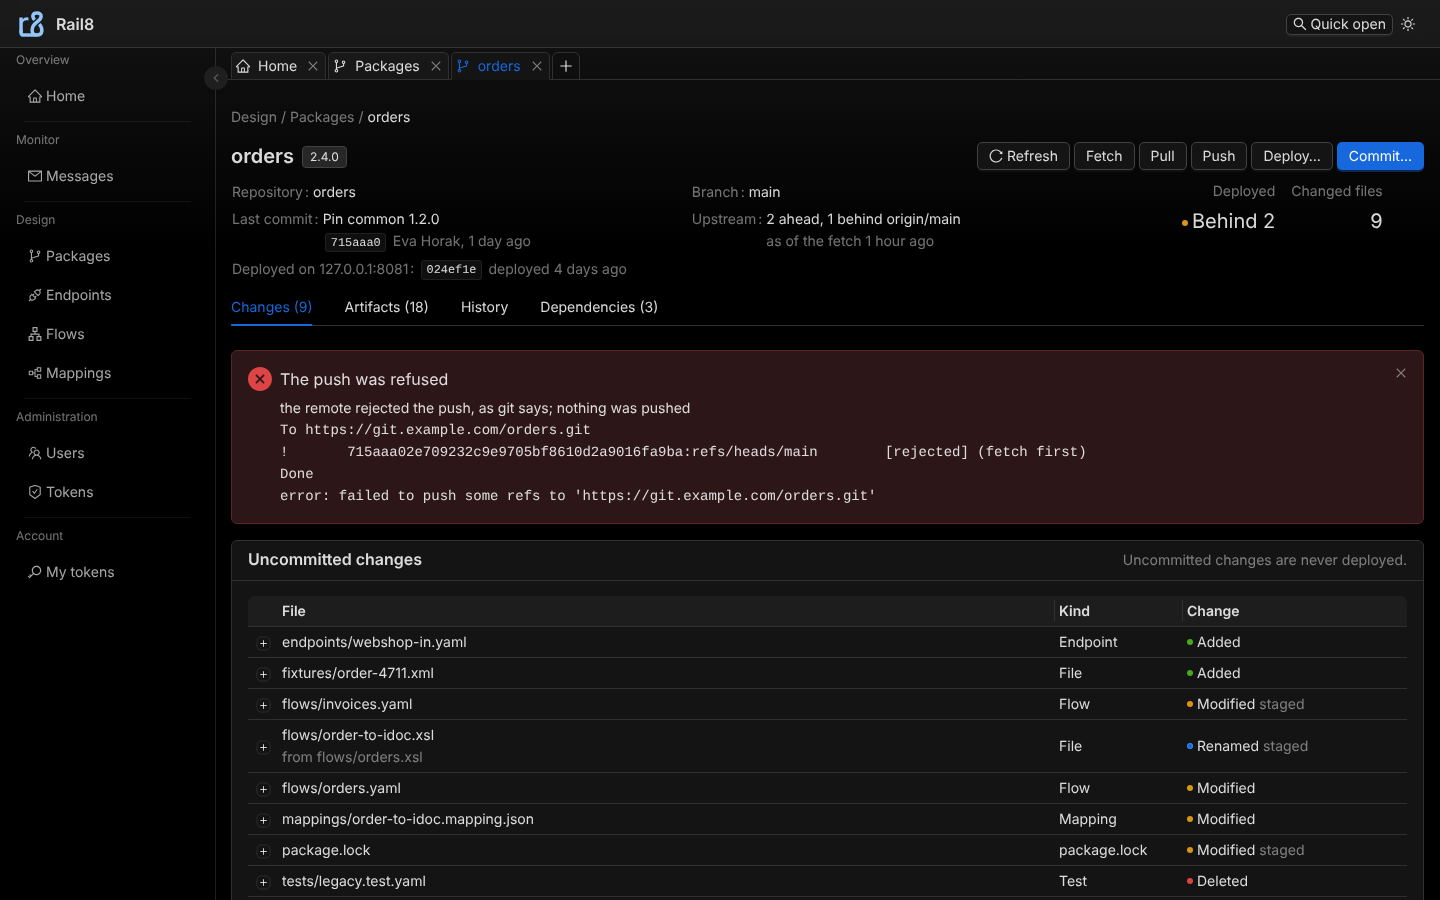 Rail8
Quick open
Overview
Home
Monitor
Messages
Design
Packages
Endpoints
Flows
Mappings
Administration
Users
Tokens
Account
My tokens
Home
Packages
orders
Design / Packages / orders
orders 2.4.0
Refresh
Fetch
Pull
Push
Deploy...
Commit...
Repository: orders
Branch: main
Deployed
Changed files
Last commit: Pin common 1.2.0
Upstream: 2 ahead, 1 behind origin/main
Behind 2
9
715aaa0 Eva Horak, 1 day ago
as of the fetch 1 hour ago
Deployed on 127.0.0.1:8081: 024ef1e deployed 4 days ago
Changes (9)
Artifacts (18)
History
Dependencies (3)
The push was refused
the remote rejected the push, as git says; nothing was pushed
To https://git.example.com/orders.git
! 715aaa02e709232c9e9705bf8610d2a9016fa9ba:refs/heads/main [rejected] (fetch first)
Done
error: failed to push some refs to 'https://git.example.com/orders.git'
Uncommitted changes
Uncommitted changes are never deployed.
File Kind Change
endpoints/webshop-in.yaml Endpoint Added
fixtures/order-4711.xml File Added
flows/invoices.yaml Flow Modified staged
flows/order-to-idoc.xsl
from flows/orders.xsl
File Renamed staged
flows/orders.yaml Flow Modified
mappings/order-to-idoc.mapping.json Mapping Modified
package.lock package.lock Modified staged
tests/legacy.test.yaml Test Deleted